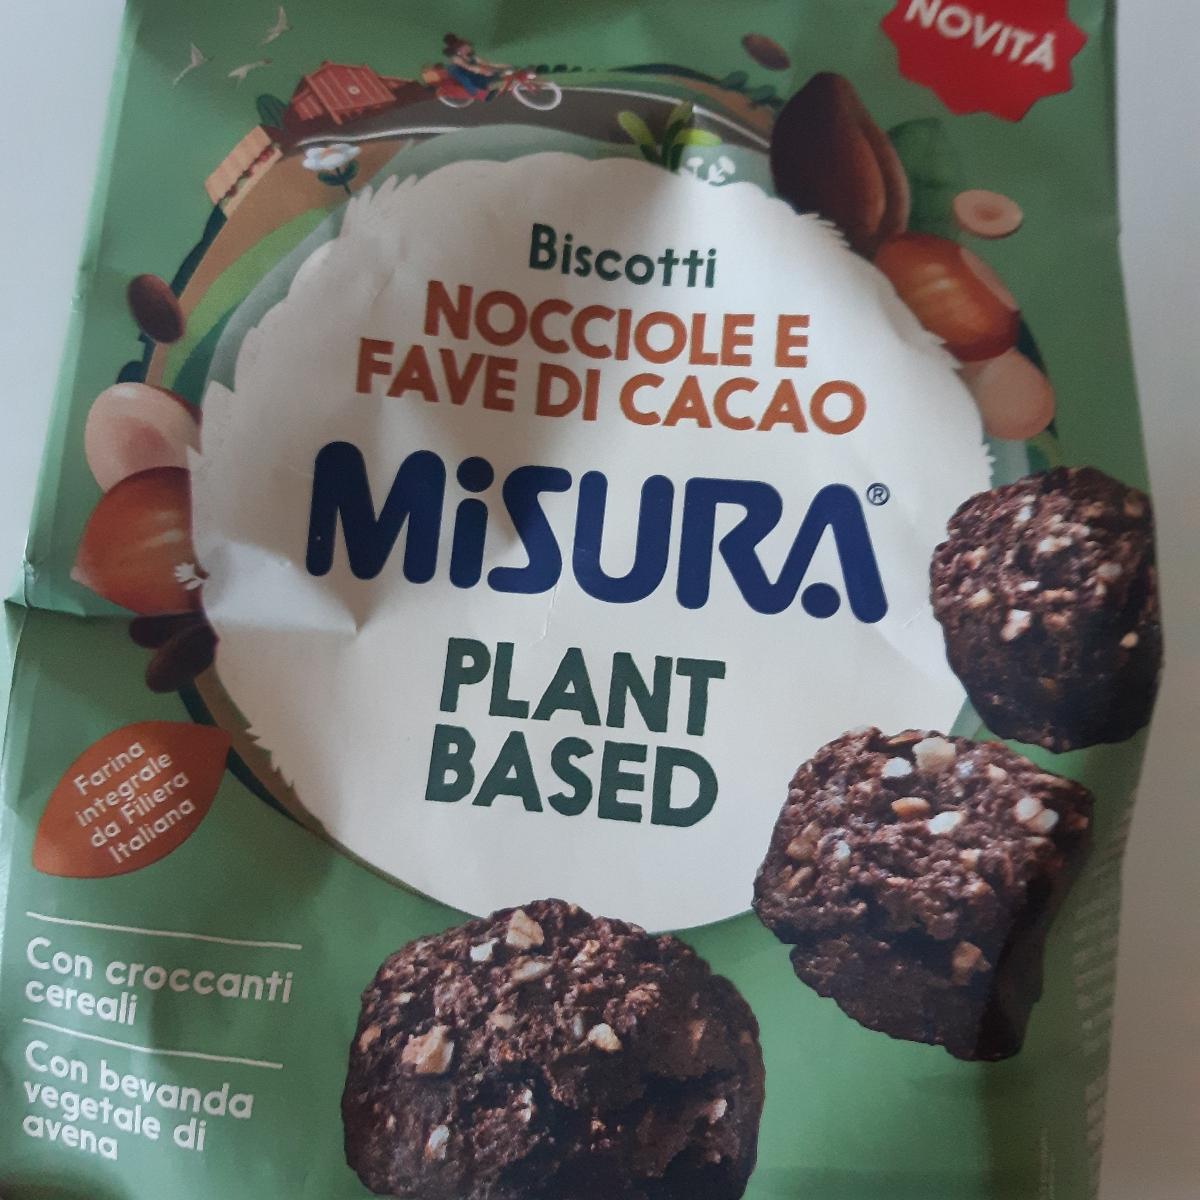 NOVITÀ
Biscotti
NOCCIOLE E
FAVE DI CACAO
MiSURA®
PLANT
BASED
Farina
integrale
da Filiera
Italiana
Con croccanti
cereali
Con bevanda
vegetale di
avena